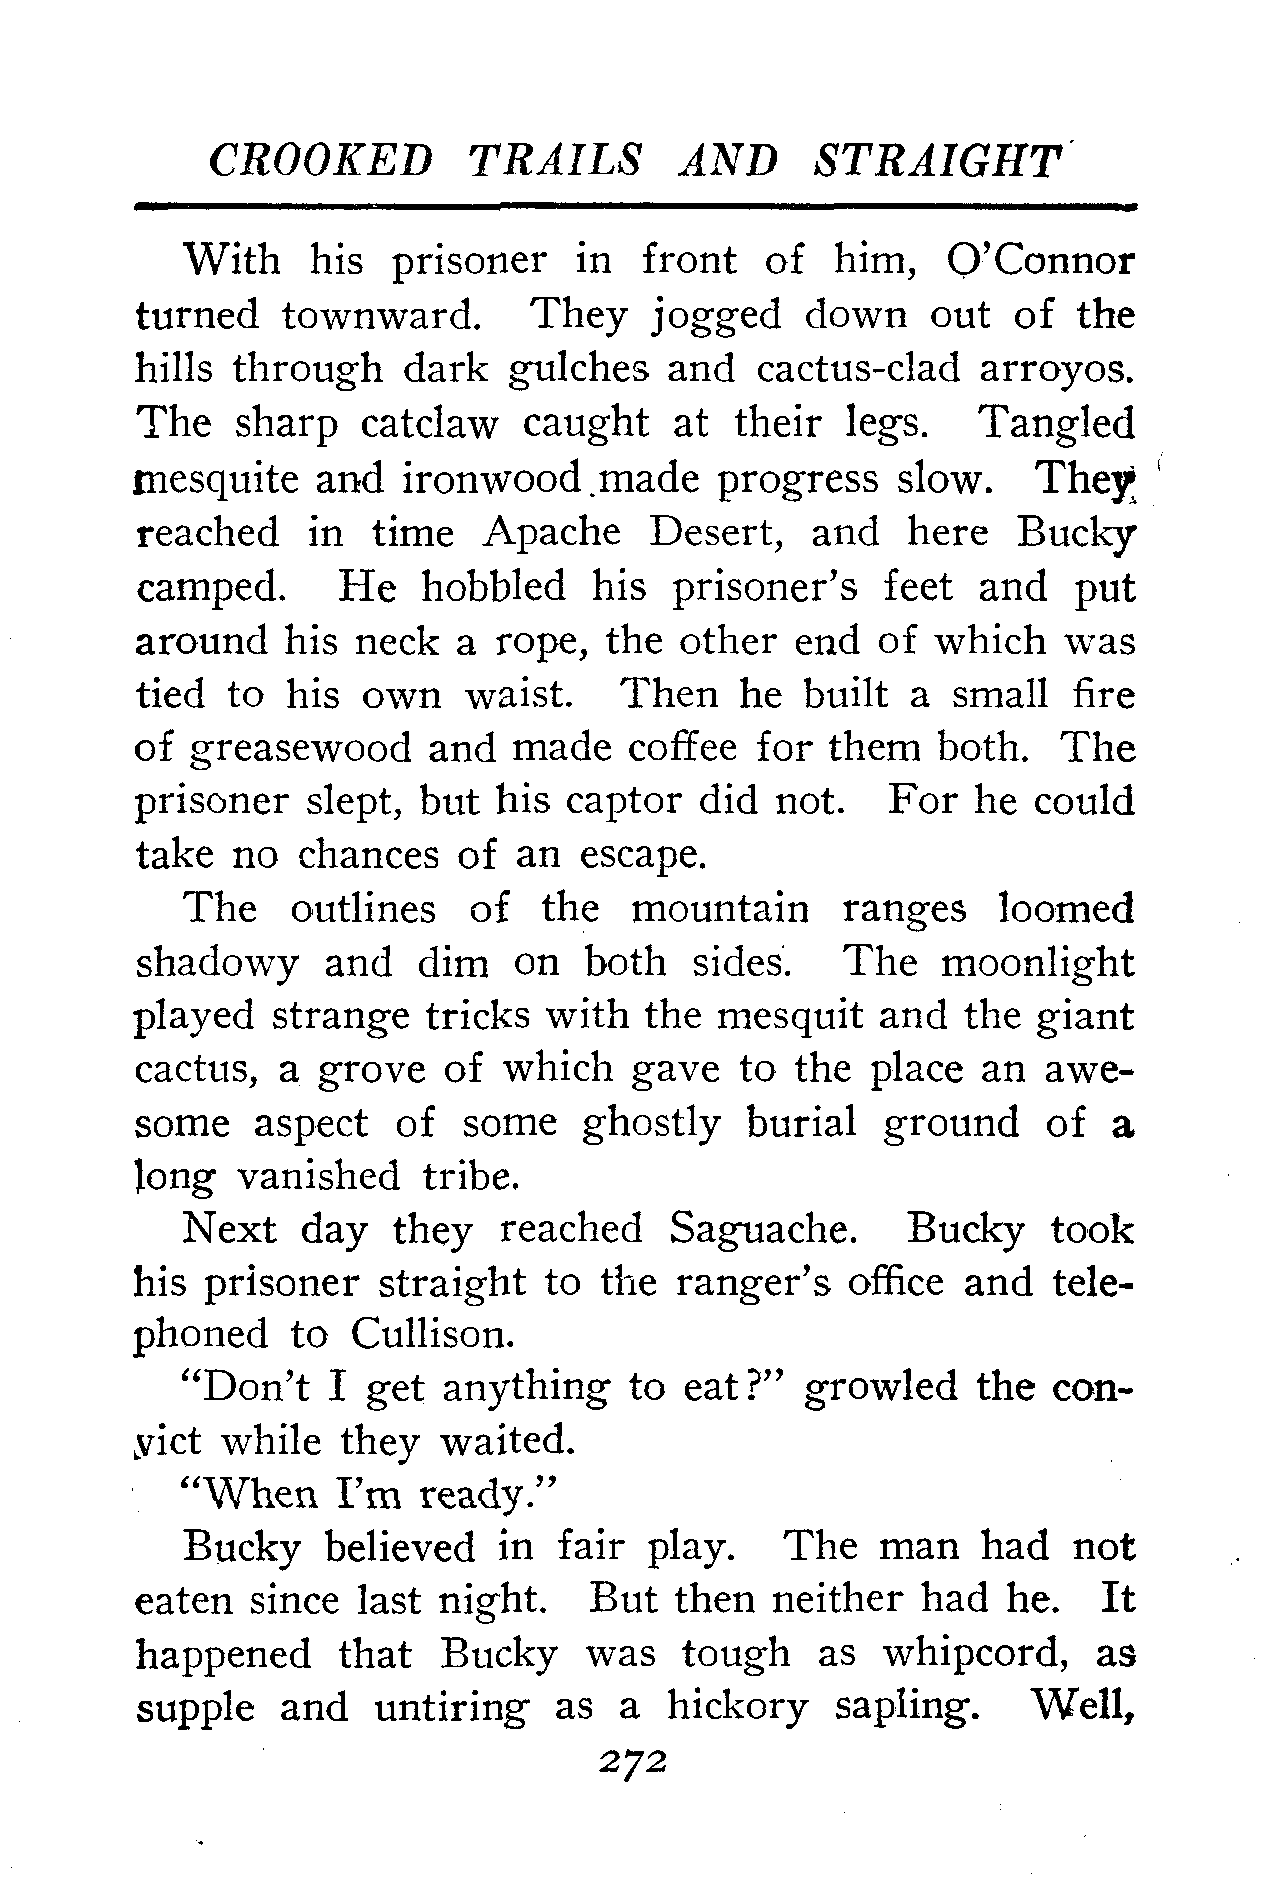 CROOKED TRAILS AND STRAIGHT
With his prisoner in front of him, O'Connor
turned townward. They jogged down out of the
hills through dark gulches and cactus-clad arroyos.
The sharp catclaw caught at their legs. Tangled
mesquite and ironwood made progress slow. They
reached in time Apache Desert, and here Bucky
camped. He hobbled his prisoner's feet and put
around his neck a rope, the other end of which was
tied to his own waist. Then he built a small fire
of greasewood and made coffee for them both. The
prisoner slept, but his captor did not. For he could
take no chances of an escape.
The outlines of the mountain ranges loomed
shadowy and dim on both sides. The moonlight
played strange tricks with the mesquit and the giant
cactus, a grove of which gave to the place an awe-
some aspect of some ghostly burial ground of a
long vanished tribe.
Next day they reached Saguache. Bucky took
his prisoner straight to the ranger's office and tele-
phoned to Cullison.
"Don't I get anything to eat?" growled the con-
vict while they waited.
"When I'm ready."
Bucky believed in fair play. The man had not
eaten since last night. But then neither had he. It
happened that Bucky was tough as whipcord, as
supple and untiring as a hickory sapling. Well,
272